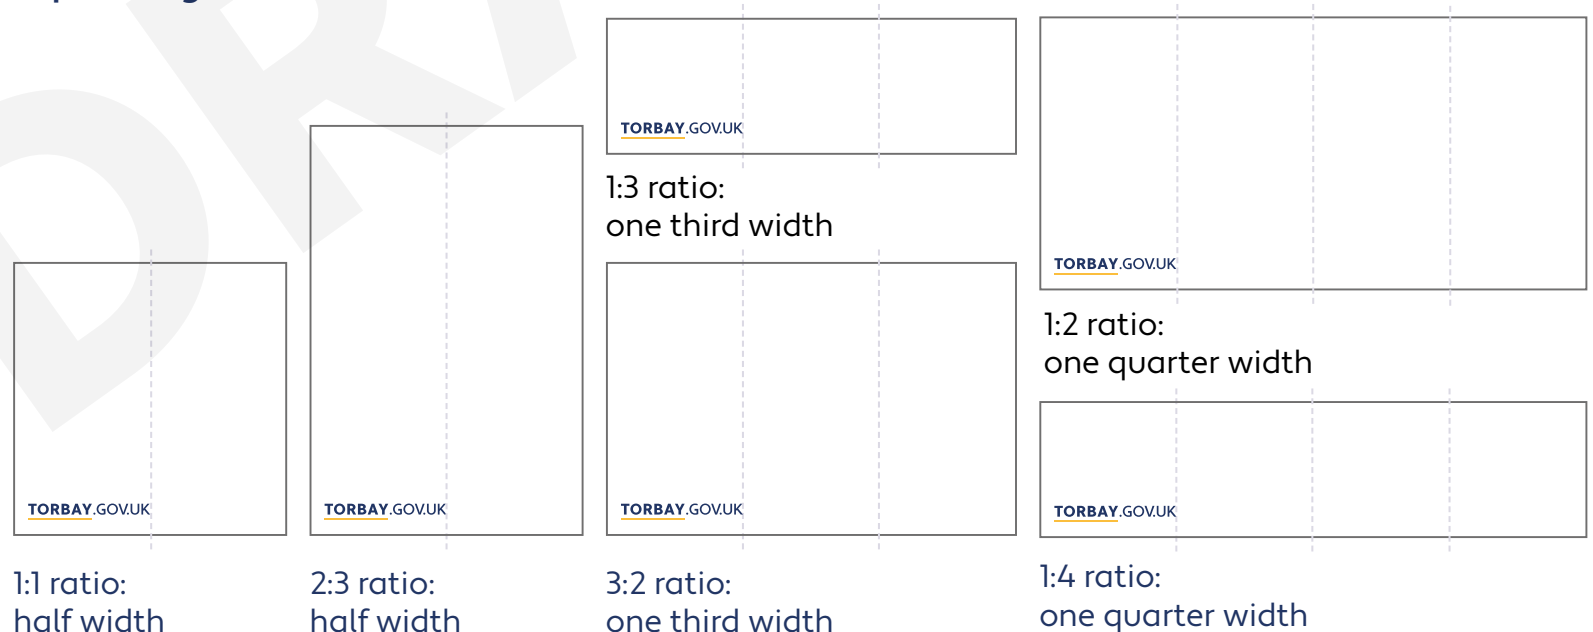 TORBAY.GOV.UK
1:1 ratio:
half width
TORBAY.GOV.UK
2:3 ratio:
half width
TORBAY.GOV.UK
1:3 ratio:
one third width
TORBAY.GOV.UK
3:2 ratio:
one third width
TORBAY.GOV.UK
1:2 ratio:
one quarter width
TORBAY.GOV.UK
1:4 ratio:
one quarter width